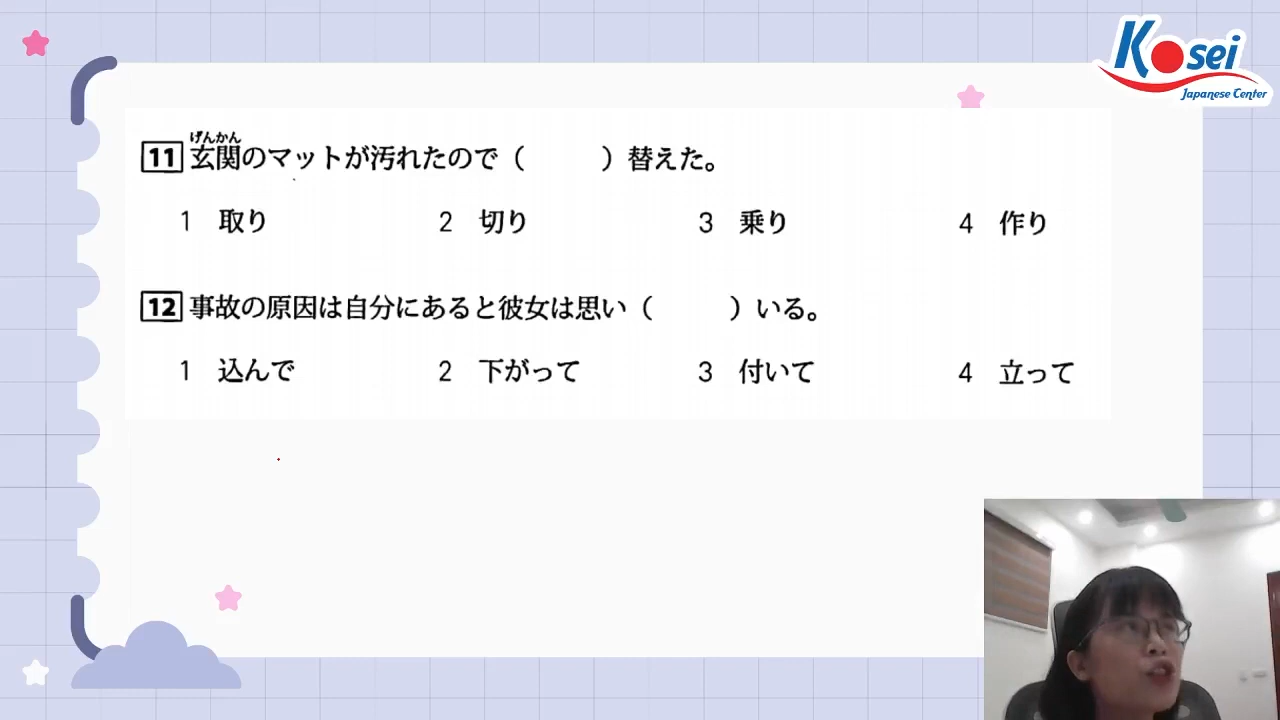 Kosei
Japanese Center
げんかん
11 玄関のマットが汚れたので（　　）替えた。
1 取り 2 切り 3 乗り 4 作り
12 事故の原因は自分にあると彼女は思い（　　）いる。
1 込んで 2 下がって 3 付いて 4 立って